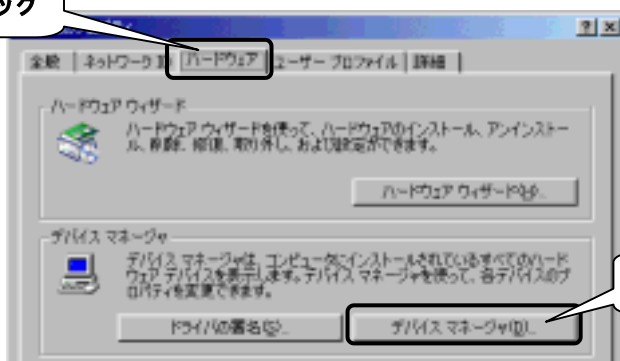 ック
全般 ネットワーク ID ハードウェア ユーザー プロファイル 詳細
ハードウェア ウィザード
ハードウェア ウィザードを使って、ハードウェアのインストール、アンインストー
ル、削除、修理、取り外し、および設定ができます。
ハードウェア ウィザード(H)...
デバイス マネージャ
デバイス マネージャは、コンピュータにインストールされているすべてのハード
ウェア デバイスを表示します。デバイス マネージャを使って、各デバイスのプ
ロパティを変更できます。
ドライバの署名(S)...
デバイス マネージャ(D)...